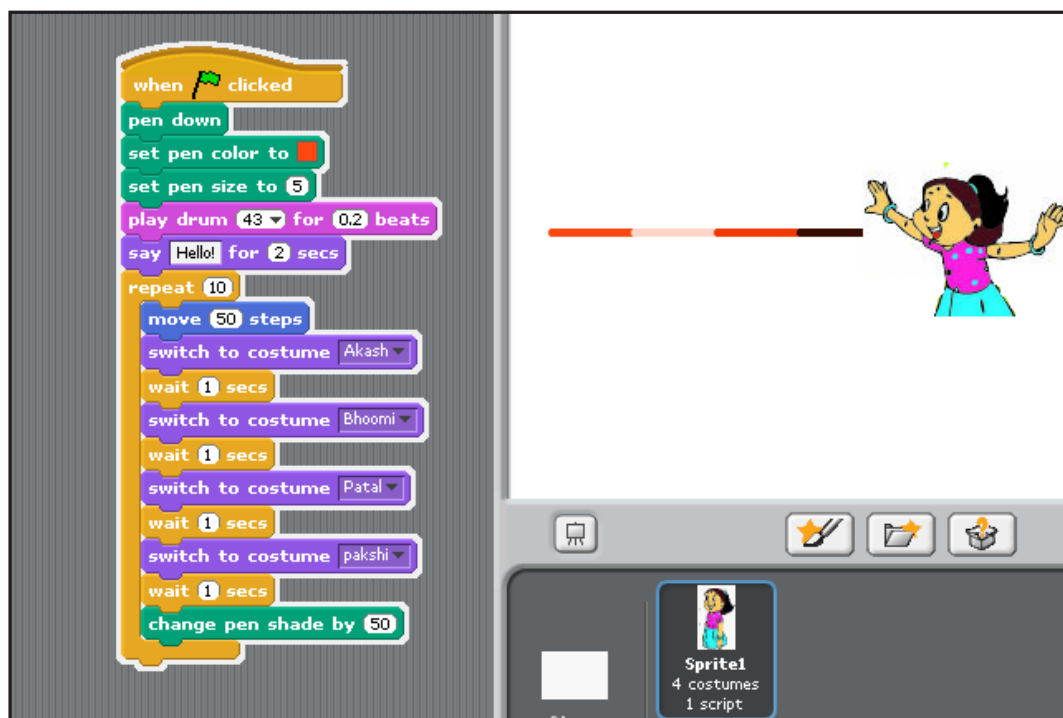 when clicked
pen down
set pen color to
set pen size to 5
play drum 43 for 0.2 beats
say Hello! for 2 secs
repeat 10
move 50 steps
switch to costume Akash
wait 1 secs
switch to costume Bhoomi
wait 1 secs
switch to costume Patal
wait 1 secs
switch to costume pakshi
wait 1 secs
change pen shade by 50
Sprite1
4 costumes
1 script